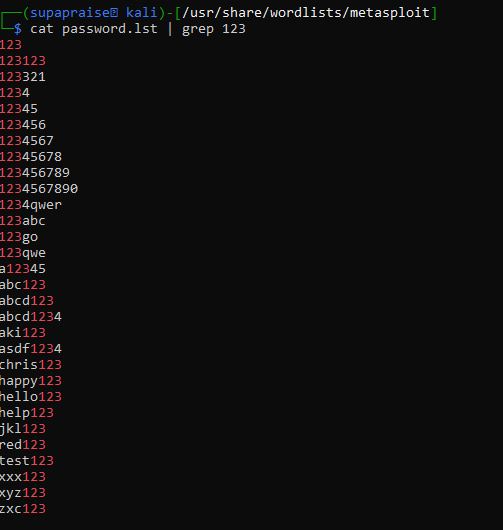 ┌──(supapraise㉿ kali)-[/usr/share/wordlists/metasploit]
└─$ cat password.lst | grep 123
123
123123
123321
1234
12345
123456
1234567
12345678
123456789
1234567890
1234qwer
123abc
123go
123qwe
a12345
abc123
abcd123
abcd1234
aki123
asdf1234
chris123
happy123
hello123
help123
jkl123
red123
test123
xxx123
xyz123
zxc123